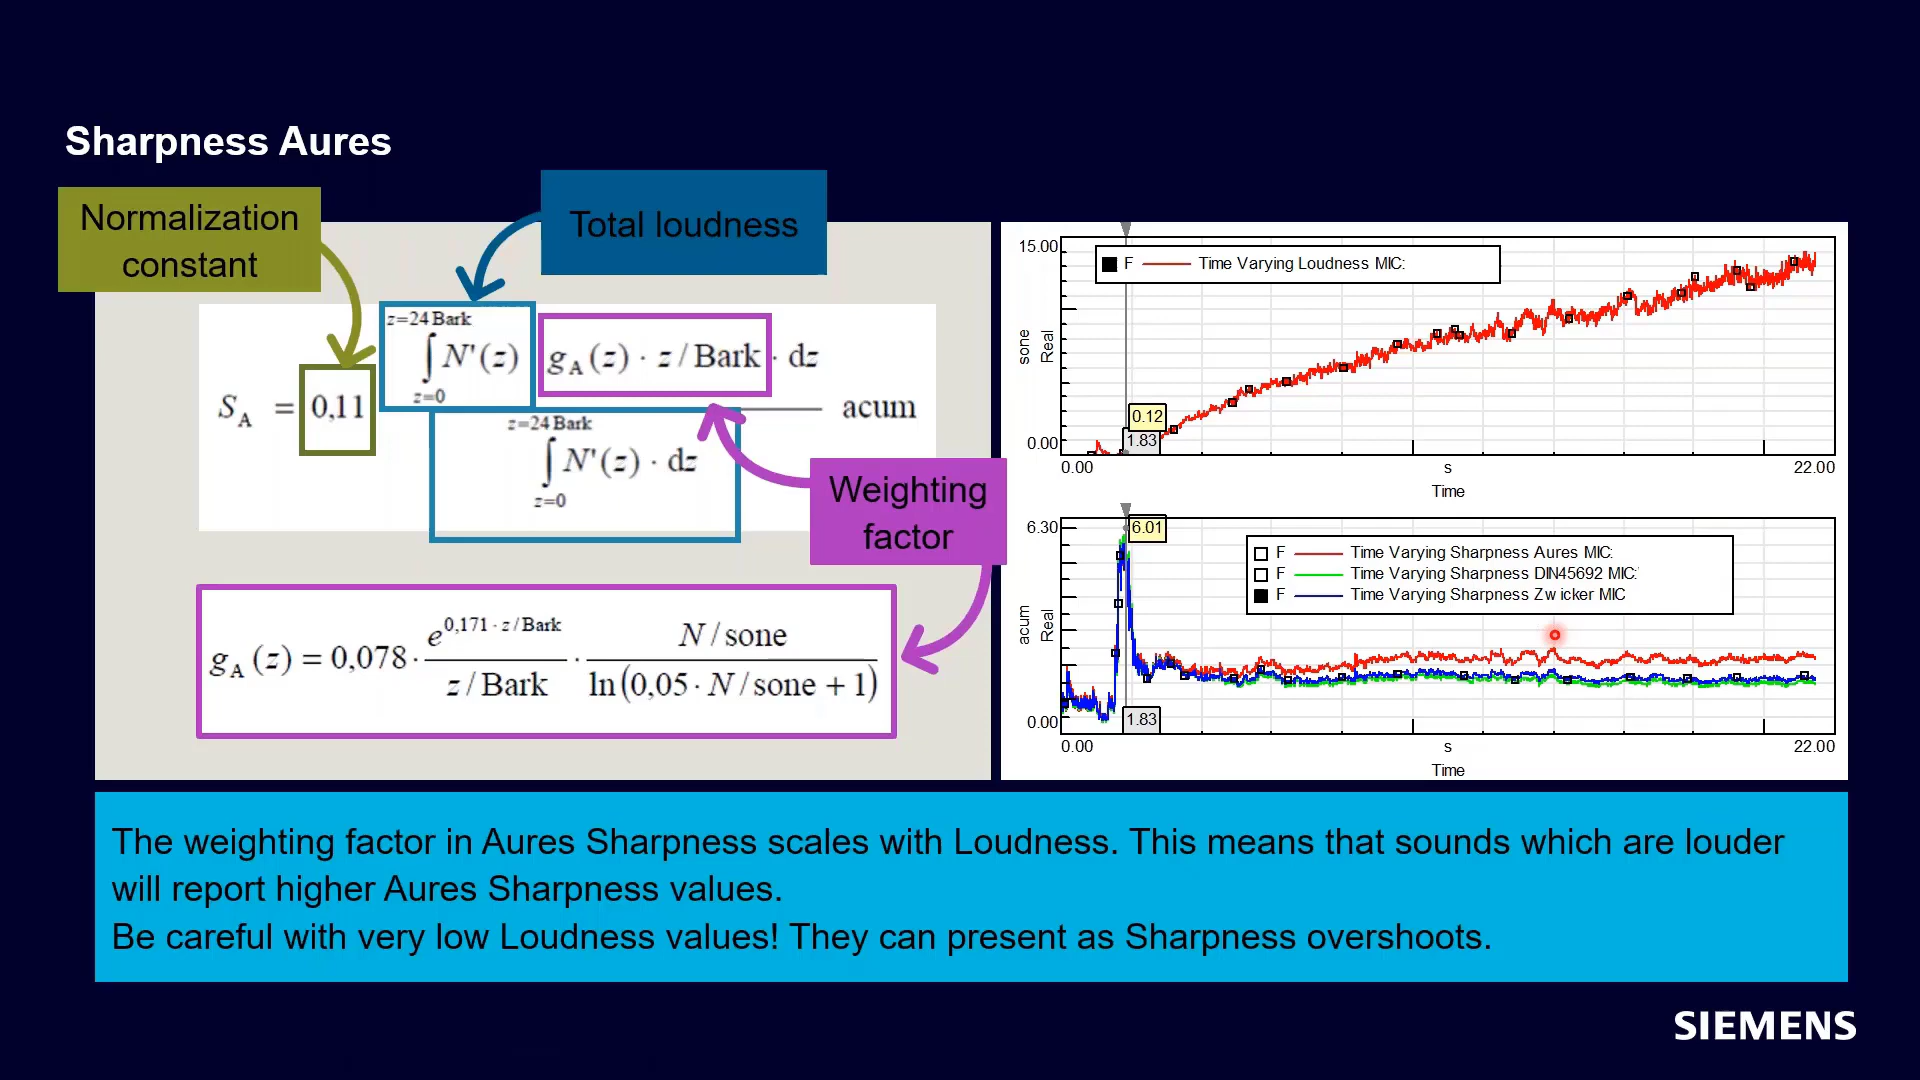 Sharpness Aures
Normalization
constant
Total loudness
z=24 Bark
∫ N'(z) g_A (z) · z / Bark · dz
z=0
S_A = 0,11 acum
z=24 Bark
∫ N'(z) · dz
z=0
Weighting
factor
g_A (z) = 0,078 · e^0,171 · z / Bark / z / Bark · N / sone / ln(0,05 · N / sone + 1)
15.00
F Time Varying Loudness MIC:
sone
Real
0.12
1.83
0.00
0.00
s
22.00
Time
6.30
6.01
F Time Varying Sharpness Aures MIC:
F Time Varying Sharpness DIN45692 MIC:
F Time Varying Sharpness Zwicker MIC
acum
Real
1.83
0.00
0.00
s
22.00
Time
The weighting factor in Aures Sharpness scales with Loudness. This means that sounds which are louder
will report higher Aures Sharpness values.
Be careful with very low Loudness values! They can present as Sharpness overshoots.
SIEMENS